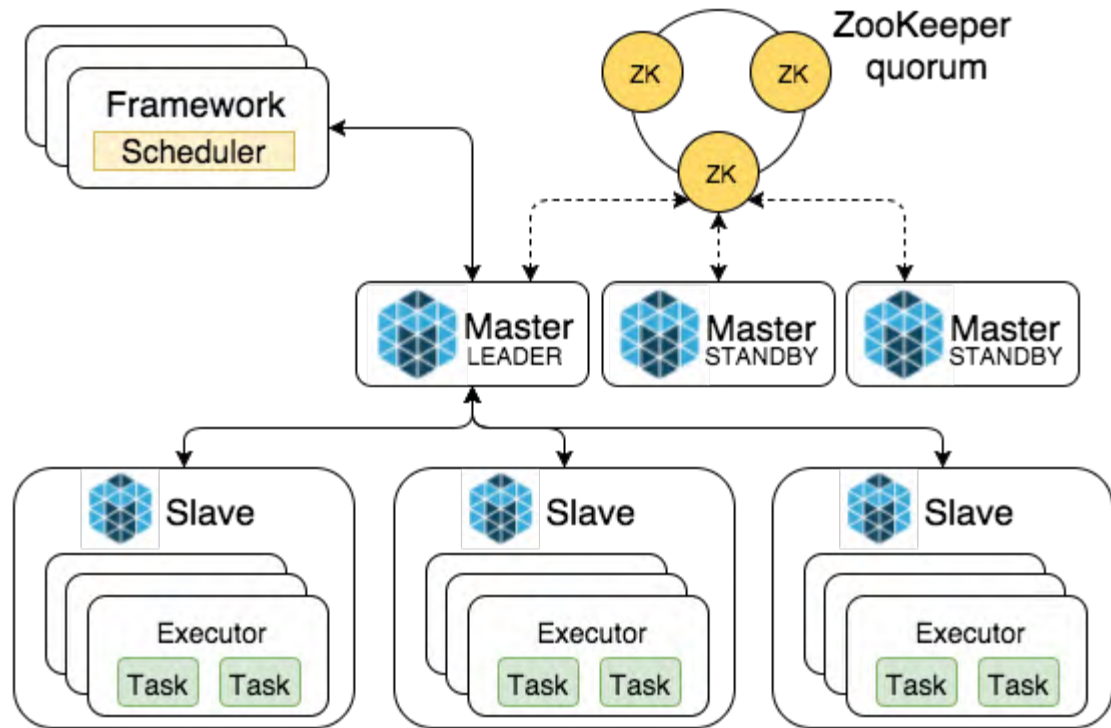 Framework
Scheduler
ZooKeeper
quorum
ZK
ZK
ZK
Master
LEADER
Master
STANDBY
Master
STANDBY
Slave
Executor
Task
Task
Slave
Executor
Task
Task
Slave
Executor
Task
Task